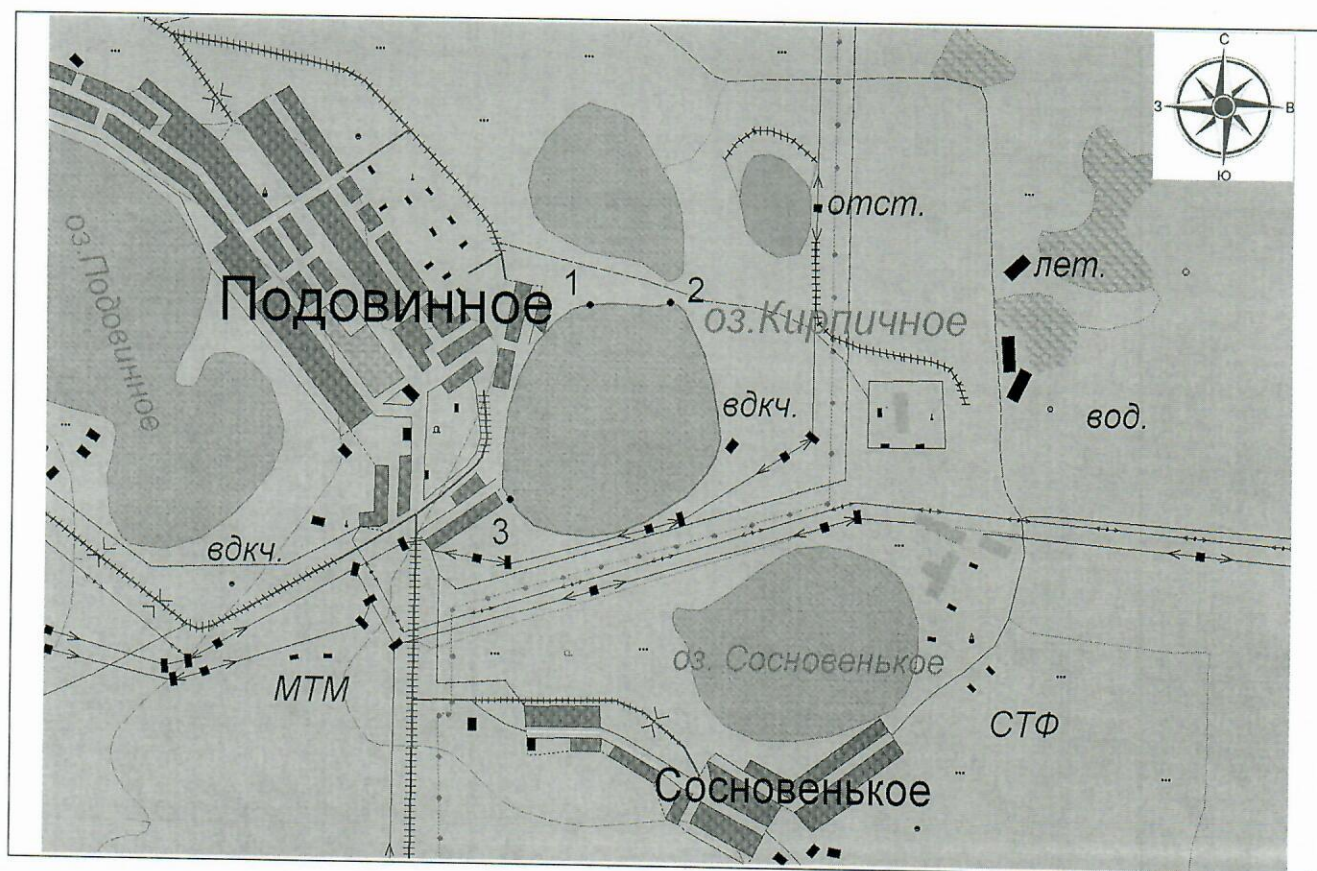 С
З
В
Ю
отст.
оз.Подовинное
лет.
Подовинное
1
2
оз.Кирпичное
вдкч.
вод.
3
вдкч.
МТМ
оз. Сосновенькое
СТФ
Сосновенькое